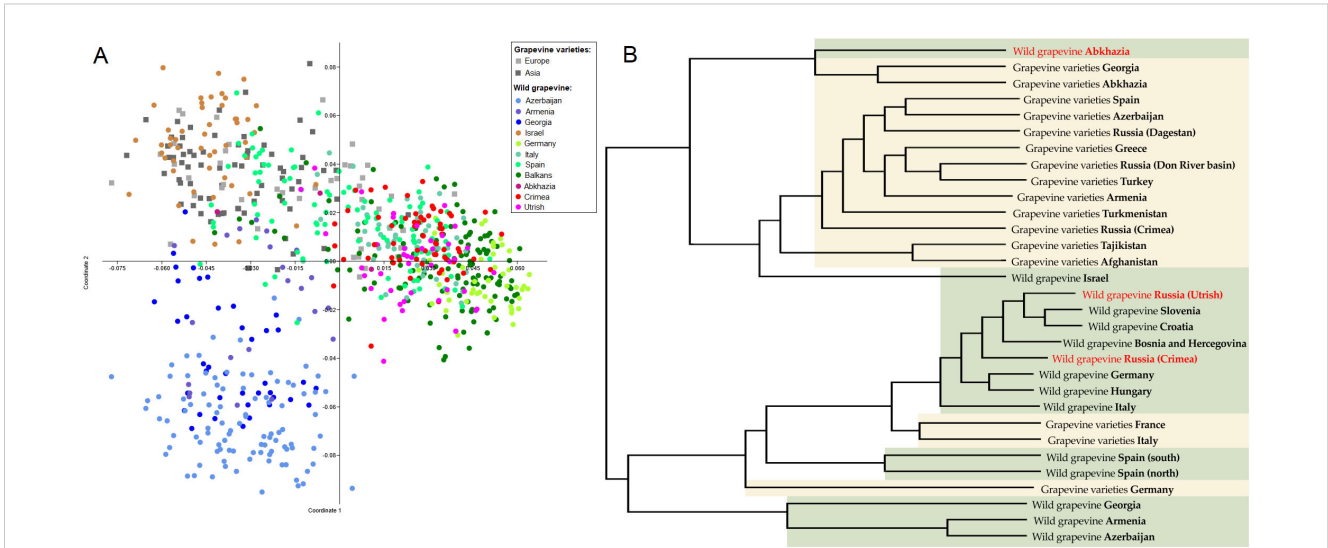 A
Grapevine varieties:
Europe
Asia
Wild grapevine:
Azerbaijan
Armenia
Georgia
Israel
Germany
Italy
Spain
Balkans
Abkhazia
Crimea
Utrish
0.08
0.06
0.04
0.02
0.00
-0.02
-0.04
-0.06
-0.08
-0.075
-0.060
-0.045
-0.030
-0.015
0.015
0.030
0.045
0.060
Coordinate 2
Coordinate 1
B
Wild grapevine Abkhazia
Grapevine varieties Georgia
Grapevine varieties Abkhazia
Grapevine varieties Spain
Grapevine varieties Azerbaijan
Grapevine varieties Russia (Dagestan)
Grapevine varieties Greece
Grapevine varieties Russia (Don River basin)
Grapevine varieties Turkey
Grapevine varieties Armenia
Grapevine varieties Turkmenistan
Grapevine varieties Russia (Crimea)
Grapevine varieties Tajikistan
Grapevine varieties Afghanistan
Wild grapevine Israel
Wild grapevine Russia (Utrish)
Wild grapevine Slovenia
Wild grapevine Croatia
Wild grapevine Bosnia and Hercegovina
Wild grapevine Russia (Crimea)
Wild grapevine Germany
Wild grapevine Hungary
Wild grapevine Italy
Grapevine varieties France
Grapevine varieties Italy
Wild grapevine Spain (south)
Wild grapevine Spain (north)
Grapevine varieties Germany
Wild grapevine Georgia
Wild grapevine Armenia
Wild grapevine Azerbaijan